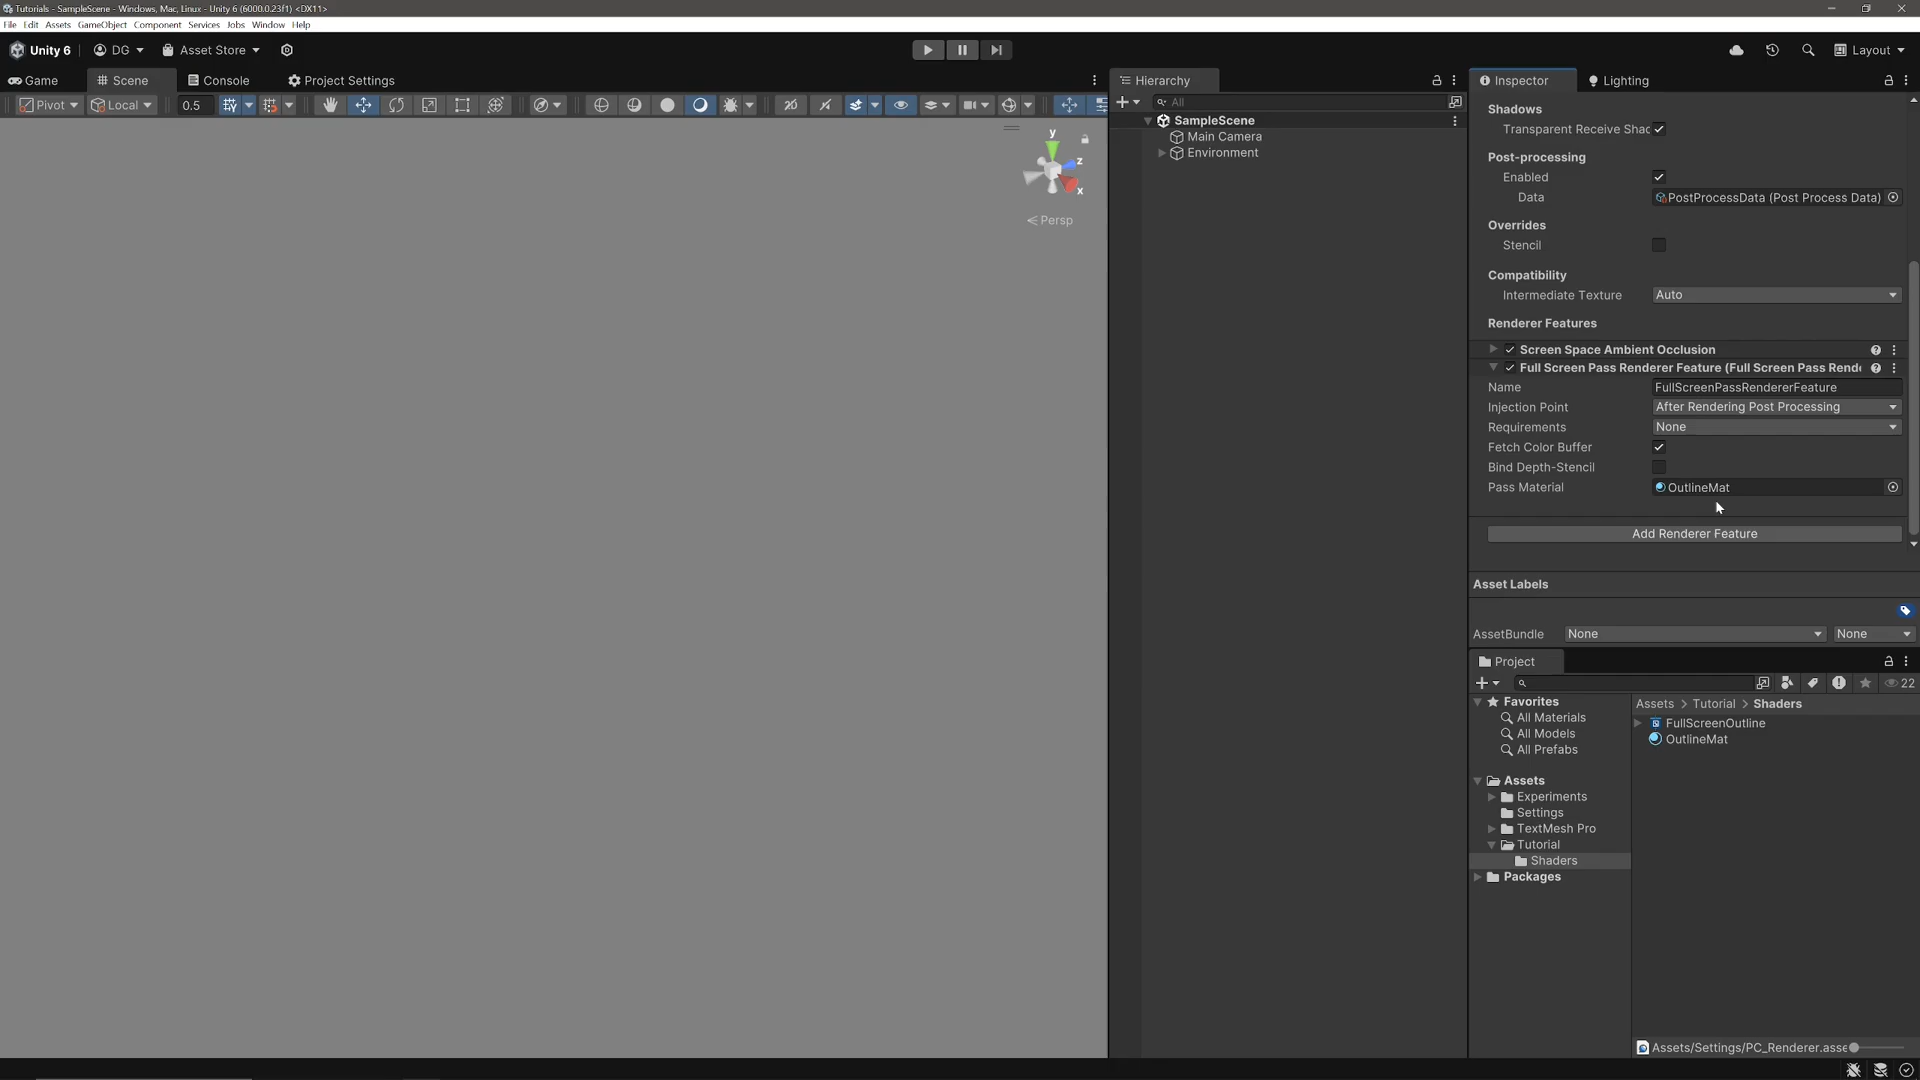 Tutorials - SampleScene - Windows, Mac, Linux - Unity 6 (6000.0.23f1) <DX11>
File Edit Assets GameObject Component Services Jobs Window Help
Unity 6 DG Asset Store Layout
Game Scene Console Project Settings
Pivot Local 0.5
y
z
x
Persp
Hierarchy
All
SampleScene
Main Camera
Environment
Inspector Lighting
Shadows
Transparent Receive Shac
Post-processing
Enabled
Data PostProcessData (Post Process Data)
Overrides
Stencil
Compatibility
Intermediate Texture Auto
Renderer Features
Screen Space Ambient Occlusion
Full Screen Pass Renderer Feature (Full Screen Pass Rende
Name FullScreenPassRendererFeature
Injection Point After Rendering Post Processing
Requirements None
Fetch Color Buffer
Bind Depth-Stencil
Pass Material OutlineMat
Add Renderer Feature
Asset Labels
AssetBundle None None
Project
22
Favorites
All Materials
All Models
All Prefabs
Assets
Experiments
Settings
TextMesh Pro
Tutorial
Shaders
Packages
Assets > Tutorial > Shaders
FullScreenOutline
OutlineMat
Assets/Settings/PC_Renderer.asse